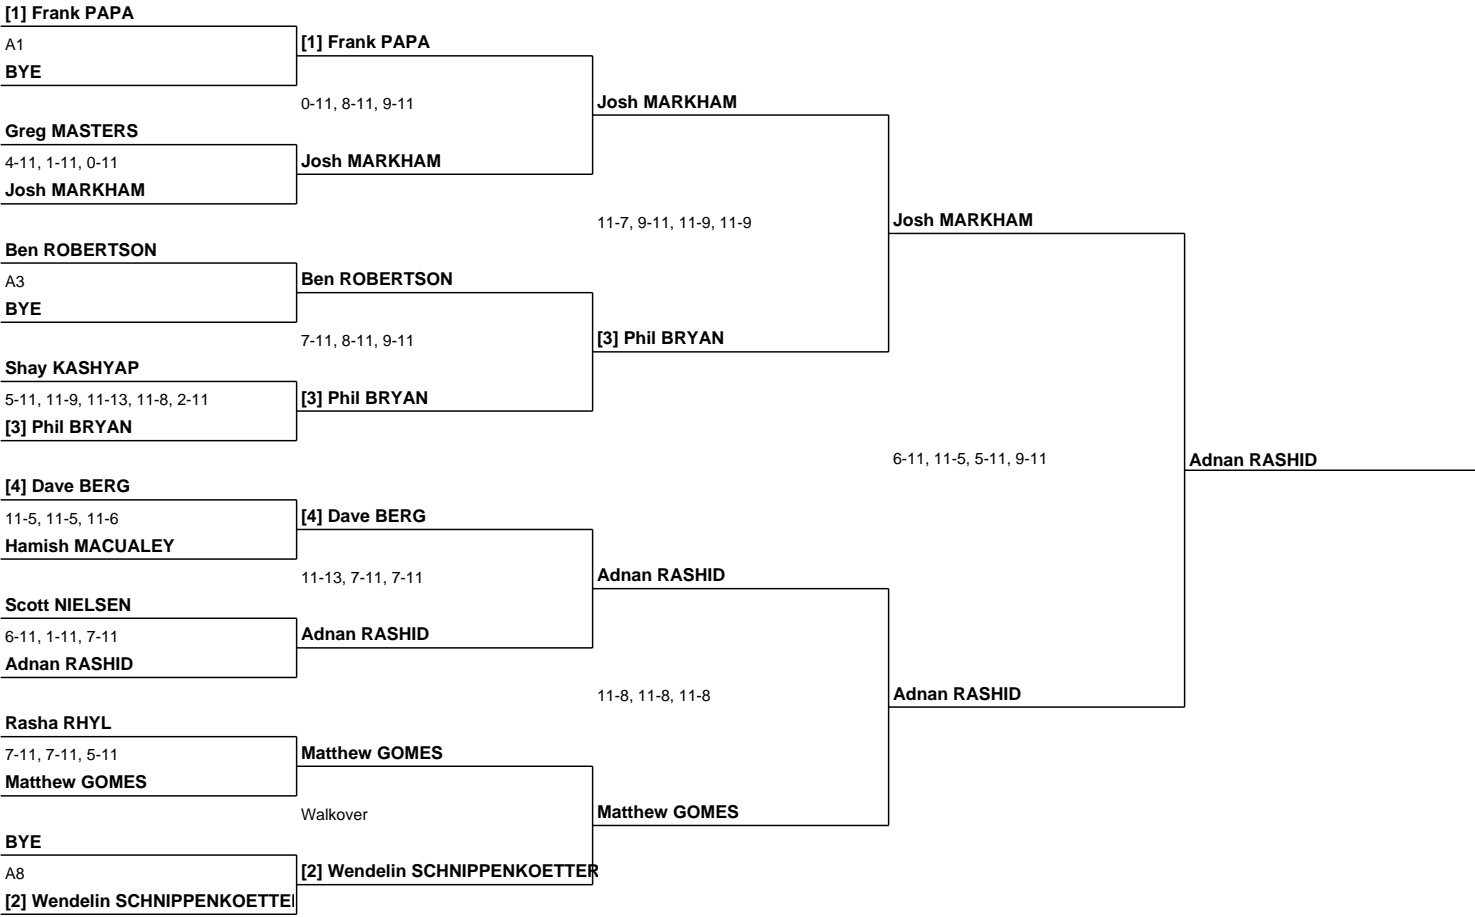 [1] Frank PAPA
A1
BYE
Greg MASTERS
4-11, 1-11, 0-11
Josh MARKHAM
Ben ROBERTSON
A3
BYE
Shay KASHYAP
5-11, 11-9, 11-13, 11-8, 2-11
[3] Phil BRYAN
[4] Dave BERG
11-5, 11-5, 11-6
Hamish MACUALEY
Scott NIELSEN
6-11, 1-11, 7-11
Adnan RASHID
Rasha RHYL
7-11, 7-11, 5-11
Matthew GOMES
BYE
A8
[2] Wendelin SCHNIPPENKOETTE
[1] Frank PAPA
0-11, 8-11, 9-11
Josh MARKHAM
Ben ROBERTSON
7-11, 8-11, 9-11
[3] Phil BRYAN
[4] Dave BERG
11-13, 7-11, 7-11
Adnan RASHID
Matthew GOMES
Walkover
[2] Wendelin SCHNIPPENKOETTER
Josh MARKHAM
11-7, 9-11, 11-9, 11-9
[3] Phil BRYAN
Adnan RASHID
11-8, 11-8, 11-8
Matthew GOMES
Josh MARKHAM
6-11, 11-5, 5-11, 9-11
Adnan RASHID
Adnan RASHID